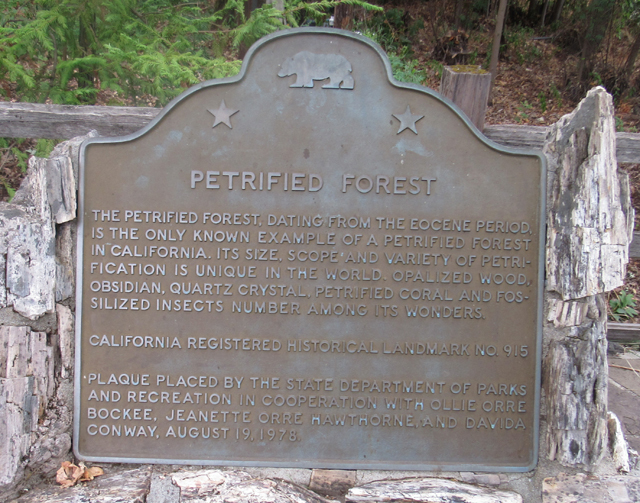 PETRIFIED FOREST
THE PETRIFIED FOREST, DATING FROM THE EOCENE PERIOD,
IS THE ONLY KNOWN EXAMPLE OF A PETRIFIED FOREST
IN CALIFORNIA. ITS SIZE, SCOPE AND VARIETY OF PETRI-
FICATION IS UNIQUE IN THE WORLD. OPALIZED WOOD,
OBSIDIAN, QUARTZ CRYSTAL, PETRIFIED CORAL AND FOS-
SILIZED INSECTS NUMBER AMONG ITS WONDERS.
CALIFORNIA REGISTERED HISTORICAL LANDMARK NO. 915
PLAQUE PLACED BY THE STATE DEPARTMENT OF PARKS
AND RECREATION IN COOPERATION WITH OLLIE ORRE
BOCKEE, JEANETTE ORRE HAWTHORNE, AND DAVIDA
CONWAY, AUGUST 19, 1978.